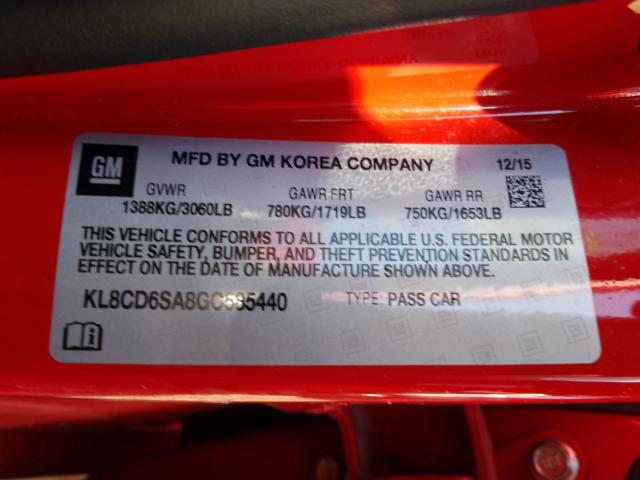 GM MFD BY GM KOREA COMPANY 12/15
GVWR GAWR FRT GAWR RR
1388KG/3060LB 780KG/1719LB 750KG/1653LB
THIS VEHICLE CONFORMS TO ALL APPLICABLE U.S. FEDERAL MOTOR
VEHICLE SAFETY, BUMPER, AND THEFT PREVENTION STANDARDS IN
EFFECT ON THE DATE OF MANUFACTURE SHOWN ABOVE.
KL8CD6SA8GC585440 TYPE: PASS CAR